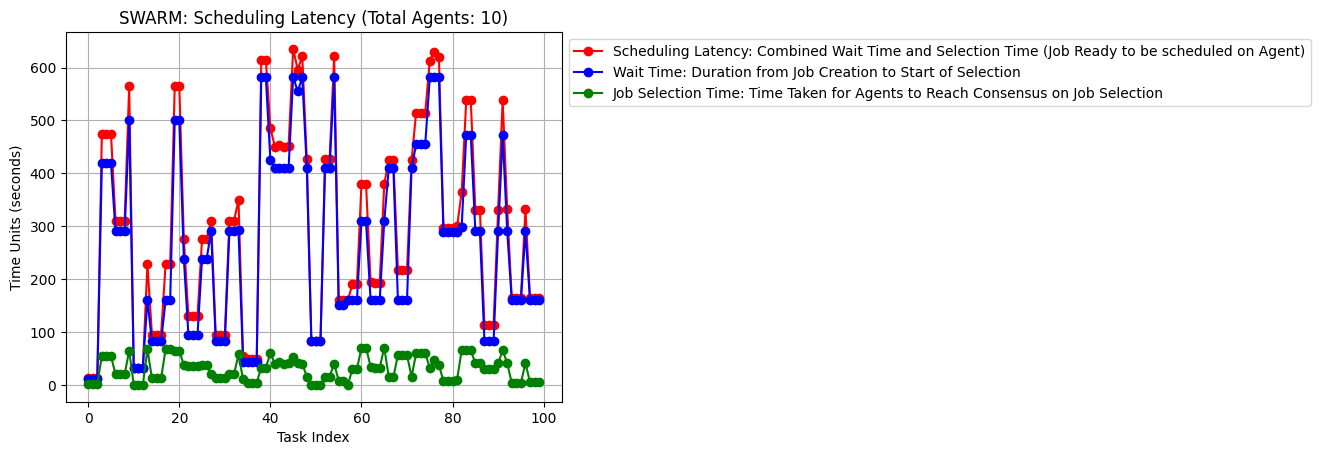 SWARM: Scheduling Latency (Total Agents: 10)
Scheduling Latency: Combined Wait Time and Selection Time (Job Ready to be scheduled on Agent)
Wait Time: Duration from Job Creation to Start of Selection
Job Selection Time: Time Taken for Agents to Reach Consensus on Job Selection
Time Units (seconds)
600
500
400
300
200
100
0
0 20 40 60 80 100
Task Index